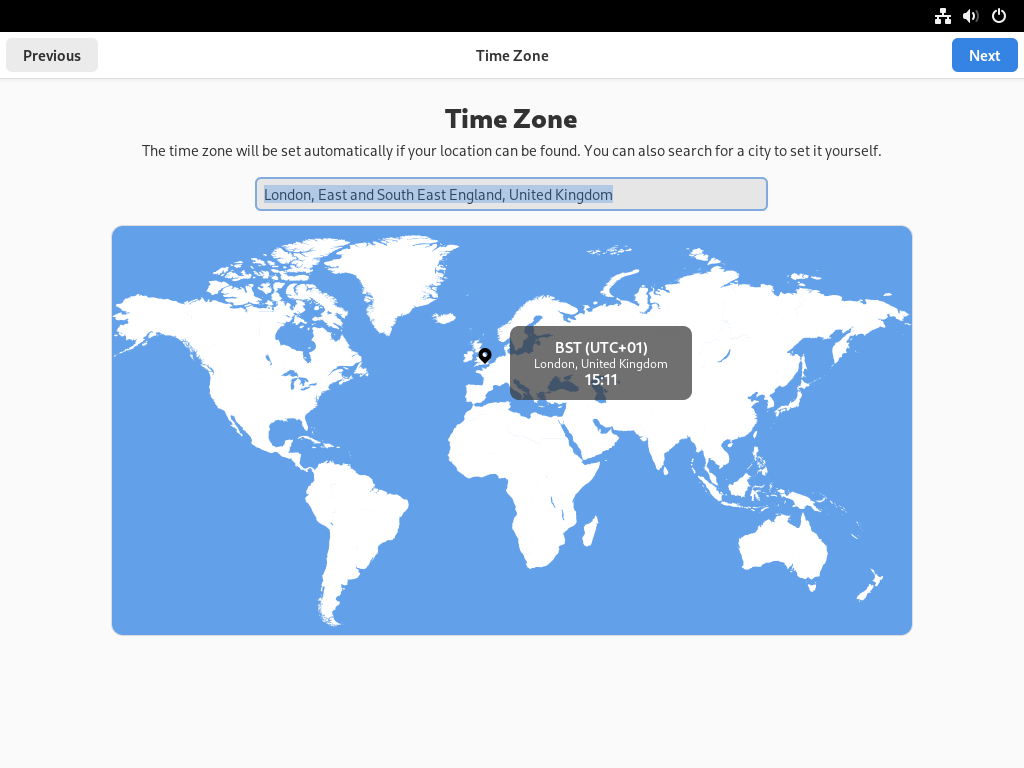 Previous
Time Zone
Next
Time Zone
The time zone will be set automatically if your location can be found. You can also search for a city to set it yourself.
London, East and South East England, United Kingdom
BST (UTC+01)
London, United Kingdom
15:11